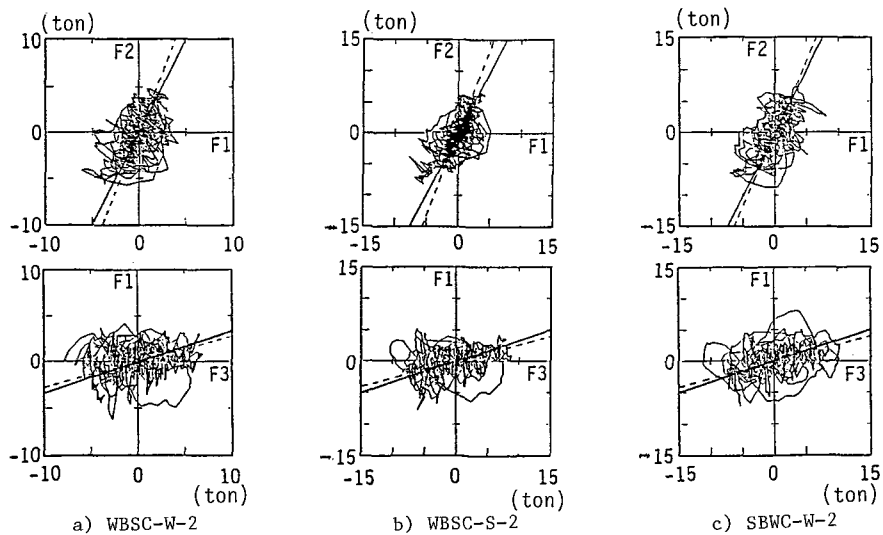 (ton) (ton) (ton)
10 15 15
F2 F2 F2
0 0 0
F1 F1 F1
-10 -15 -15
-10 0 10 -15 0 15 -15 0 15
10 15 15
F1 F1 F1
0 0 0
F3 F3 F3
-10 -15 -15
-10 0 10 -15 0 15 -15 0 15
(ton) (ton) (ton)
a) WBSC-W-2 b) WBSC-S-2 c) SBWC-W-2